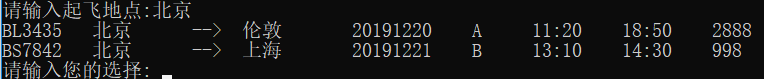 请输入起飞地点:北京
BL3435 北京 --> 伦敦 20191220 A 11:20 18:50 2888
BS7842 北京 --> 上海 20191221 B 13:10 14:30 998
请输入您的选择: